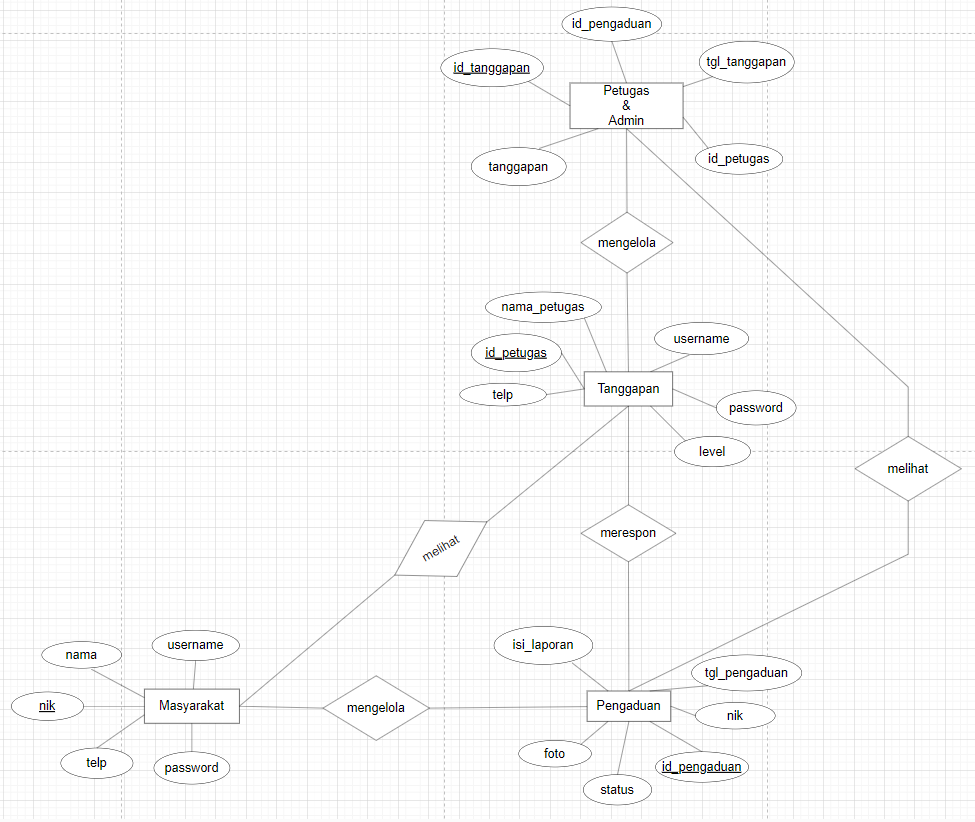 id_pengaduan
id_tanggapan
tgl_tanggapan
Petugas
&
Admin
tanggapan
id_petugas
mengelola
nama_petugas
username
id_petugas
telp
Tanggapan
password
level
melihat
melihat
merespon
isi_laporan
username
nama
tgl_pengaduan
nik
Masyarakat
mengelola
Pengaduan
nik
telp
password
foto
id_pengaduan
status